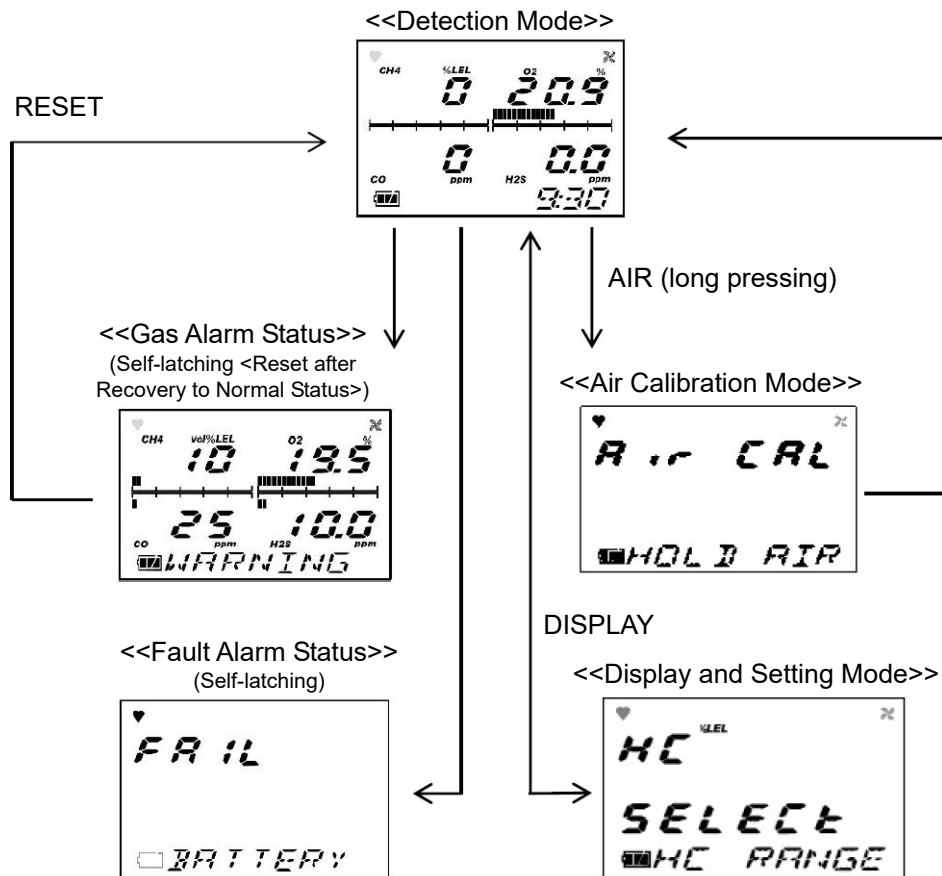 <<Detection Mode>>
CH4 %LEL O2 %
0 20.9
0 0.0
CO ppm H2S ppm
9:30
RESET
AIR (long pressing)
<<Gas Alarm Status>>
(Self-latching <Reset after
Recovery to Normal Status>)
CH4 vol%LEL O2 %
10 19.5
25 10.0
CO ppm H2S ppm
WARNING
<<Air Calibration Mode>>
Air CAL
HOLD AIR
DISPLAY
<<Fault Alarm Status>>
(Self-latching)
FAIL
BATTERY
<<Display and Setting Mode>>
HC %LEL
SELECt
HC RANGE